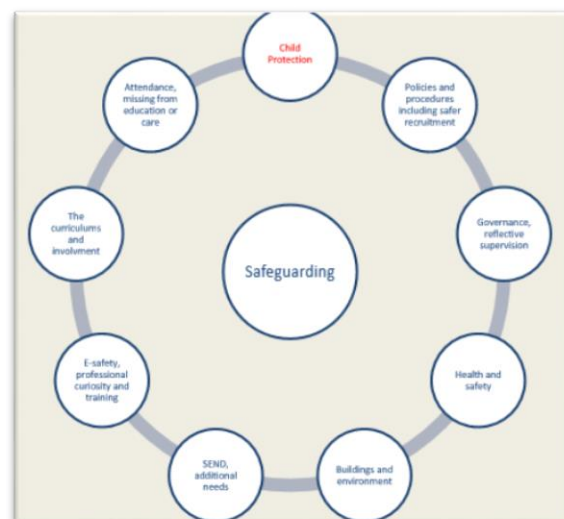 Child
Protection
Policies and
procedures
including safer
recruitment
Governance,
reflective
supervision
Health and
safety
Buildings and
environment
SEND,
additional
needs
E-safety,
professional
curiosity and
training
The
curriculums
and
involvment
Attendance,
missing from
education or
care
Safeguarding